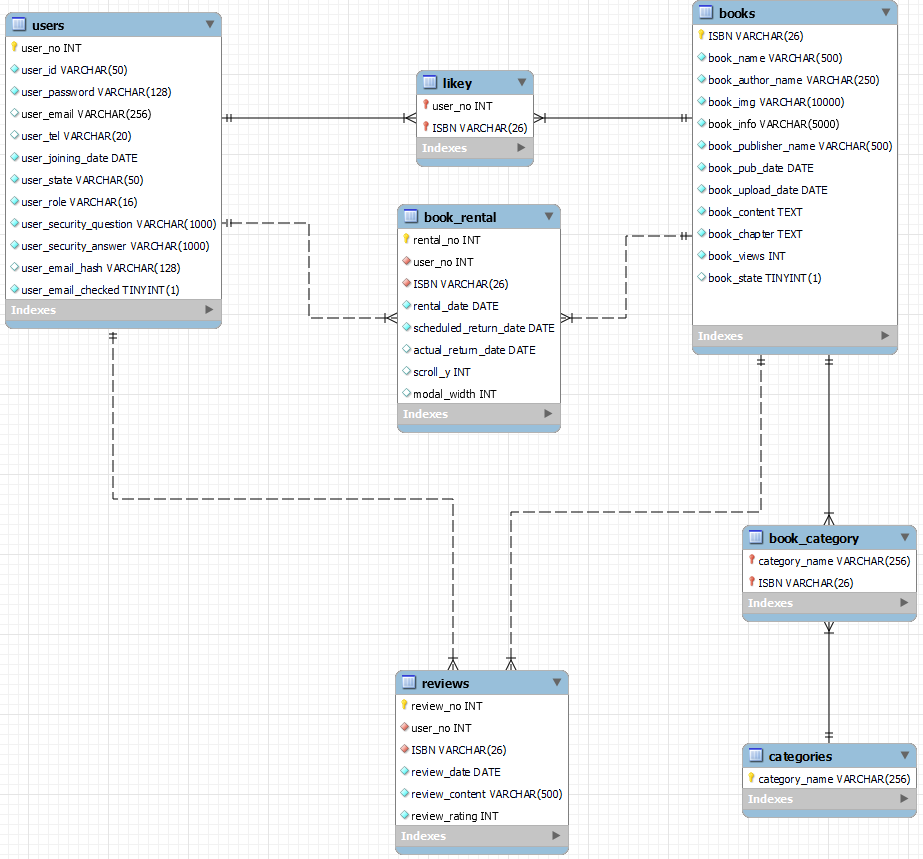 users
user_no INT
user_id VARCHAR(50)
user_password VARCHAR(128)
user_email VARCHAR(256)
user_tel VARCHAR(20)
user_joining_date DATE
user_state VARCHAR(50)
user_role VARCHAR(16)
user_security_question VARCHAR(1000)
user_security_answer VARCHAR(1000)
user_email_hash VARCHAR(128)
user_email_checked TINYINT(1)
Indexes
likey
user_no INT
ISBN VARCHAR(26)
Indexes
books
ISBN VARCHAR(26)
book_name VARCHAR(500)
book_author_name VARCHAR(250)
book_img VARCHAR(10000)
book_info VARCHAR(5000)
book_publisher_name VARCHAR(500)
book_pub_date DATE
book_upload_date DATE
book_content TEXT
book_chapter TEXT
book_views INT
book_state TINYINT(1)
Indexes
book_rental
rental_no INT
user_no INT
ISBN VARCHAR(26)
rental_date DATE
scheduled_return_date DATE
actual_return_date DATE
scroll_y INT
modal_width INT
Indexes
book_category
category_name VARCHAR(256)
ISBN VARCHAR(26)
Indexes
reviews
review_no INT
user_no INT
ISBN VARCHAR(26)
review_date DATE
review_content VARCHAR(500)
review_rating INT
Indexes
categories
category_name VARCHAR(256)
Indexes